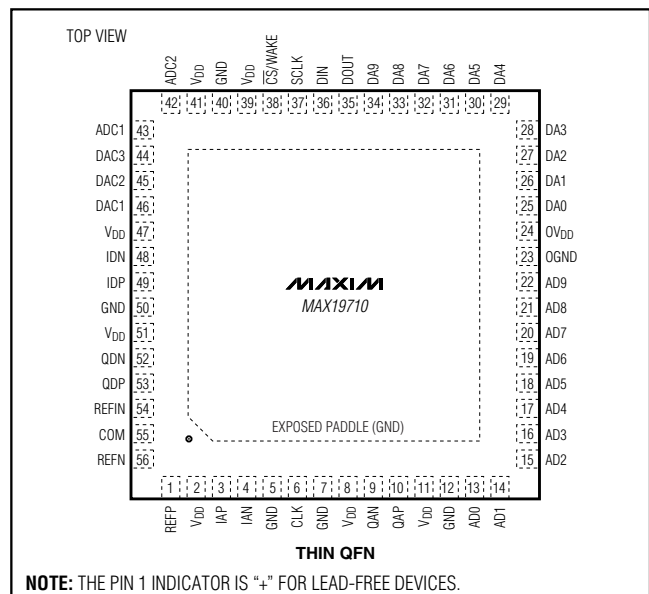 TOP VIEW
ADC2
VDD
GND
VDD
CS/WAKE
SCLK
DIN
DOUT
DA9
DA8
DA7
DA6
DA5
DA4
42 41 40 39 38 37 36 35 34 33 32 31 30 29
ADC1 43
DAC3 44
DAC2 45
DAC1 46
VDD 47
IDN 48
IDP 49
GND 50
VDD 51
QDN 52
QDP 53
REFIN 54
COM 55
REFN 56
28 DA3
27 DA2
26 DA1
25 DA0
24 OVDD
23 OGND
22 AD9
21 AD8
20 AD7
19 AD6
18 AD5
17 AD4
16 AD3
15 AD2
MAXIM
MAX19710
EXPOSED PADDLE (GND)
1 2 3 4 5 6 7 8 9 10 11 12 13 14
REFP
VDD
IAP
IAN
GND
CLK
GND
VDD
QAN
QAP
VDD
GND
AD0
AD1
THIN QFN
NOTE: THE PIN 1 INDICATOR IS “+” FOR LEAD-FREE DEVICES.